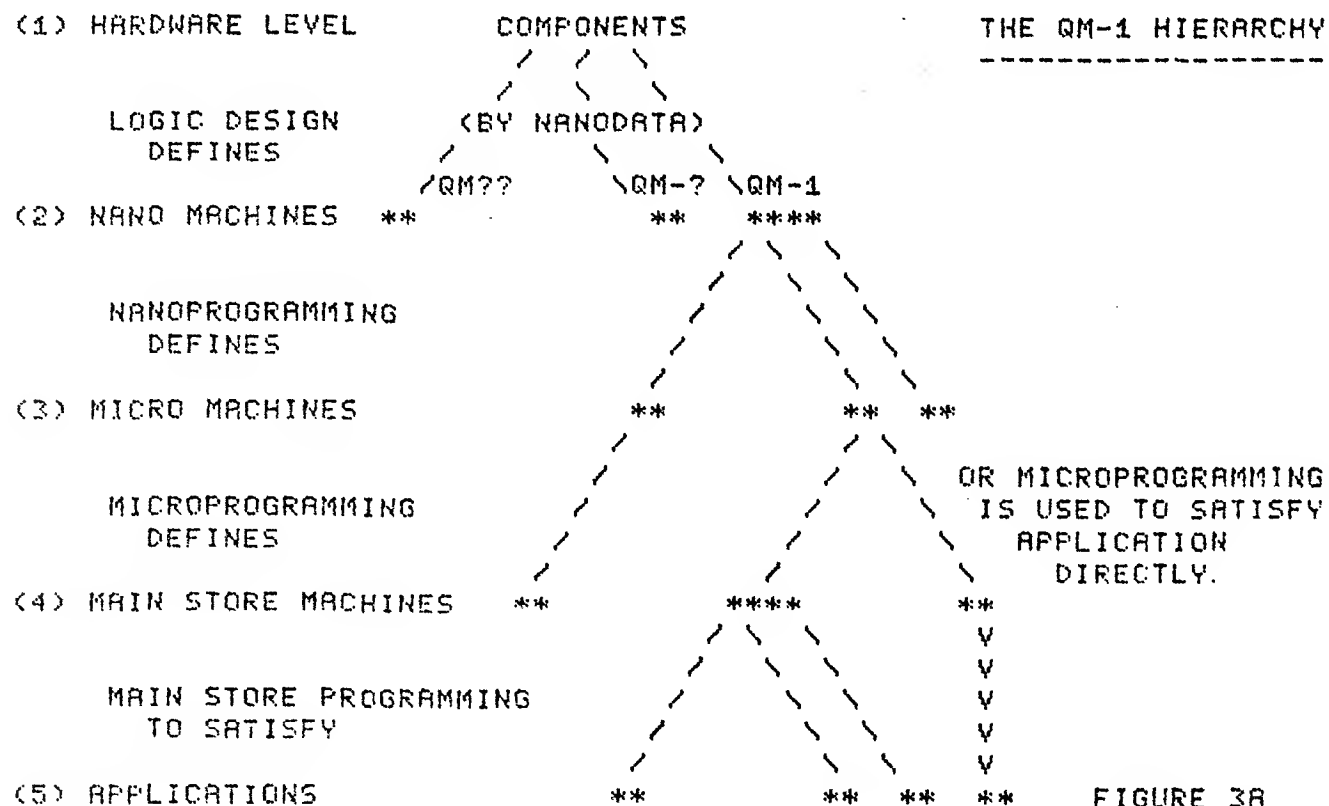 (1) HARDWARE LEVEL COMPONENTS THE QM-1 HIERARCHY
LOGIC DESIGN (BY NANODATA)
DEFINES
QM?? QM-? QM-1
(2) NANO MACHINES ** ** ****
NANOPROGRAMMING
DEFINES
(3) MICRO MACHINES ** ** **
OR MICROPROGRAMMING
MICROPROGRAMMING IS USED TO SATISFY
DEFINES APPLICATION
DIRECTLY.
(4) MAIN STORE MACHINES ** **** **
V
V
MAIN STORE PROGRAMMING V
TO SATISFY V
V
(5) APPLICATIONS ** ** ** ** FIGURE 3A